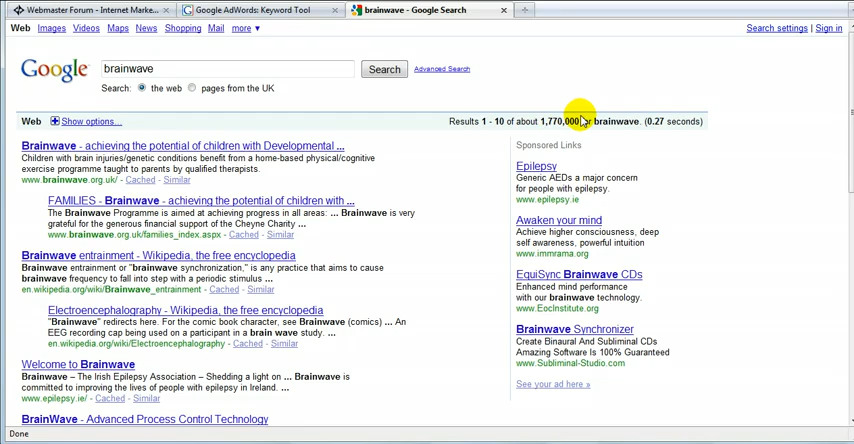 Webmaster Forum - Internet Marke...
Google AdWords: Keyword Tool
brainwave - Google Search
Web Images Videos Maps News Shopping Mail more ▼
Search settings | Sign in
Google
brainwave
Search
Advanced Search
Search: the web pages from the UK
Web Show options...
Results 1 - 10 of about 1,770,000 brainwave. (0.27 seconds)
Brainwave - achieving the potential of children with Developmental ...
Children with brain injuries/genetic conditions benefit from a home-based physical/cognitive
exercise programme taught to parents by qualified therapists.
www.brainwave.org.uk/ - Cached - Similar
FAMILIES - Brainwave - achieving the potential of children with ...
The Brainwave Programme is aimed at achieving progress in all areas: ... Brainwave is very
grateful for the generous financial support of the Cheyne Charity ...
www.brainwave.org.uk/families_index.aspx - Cached - Similar
Brainwave entrainment - Wikipedia, the free encyclopedia
Brainwave entrainment or "brainwave synchronization," is any practice that aims to cause
brainwave frequency to fall into step with a periodic stimulus ...
en.wikipedia.org/wiki/Brainwave_entrainment - Cached - Similar
Electroencephalography - Wikipedia, the free encyclopedia
"Brainwave" redirects here. For the comic book character, see Brainwave (comics) ... An
EEG recording cap being used on a participant in a brain wave study. ...
en.wikipedia.org/wiki/Electroencephalography - Cached - Similar
Welcome to Brainwave
Brainwave – The Irish Epilepsy Association – Shedding a light on ... Brainwave is
committed to improving the lives of people with epilepsy in Ireland. ...
www.epilepsy.ie/ - Cached - Similar
BrainWave - Advanced Process Control Technology
Sponsored Links
Epilepsy
Generic AEDs a major concern
for people with epilepsy.
www.epilepsy.ie
Awaken your mind
Achieve higher consciousness, deep
self awareness, powerful intuition
www.immrama.org
EquiSync Brainwave CDs
Enhanced mind performance
with our brainwave technology.
www.EocInstitute.org
Brainwave Synchronizer
Create Binaural And Subliminal CDs
Amazing Software Is 100% Guaranteed
www.Subliminal-Studio.com
See your ad here »
Done